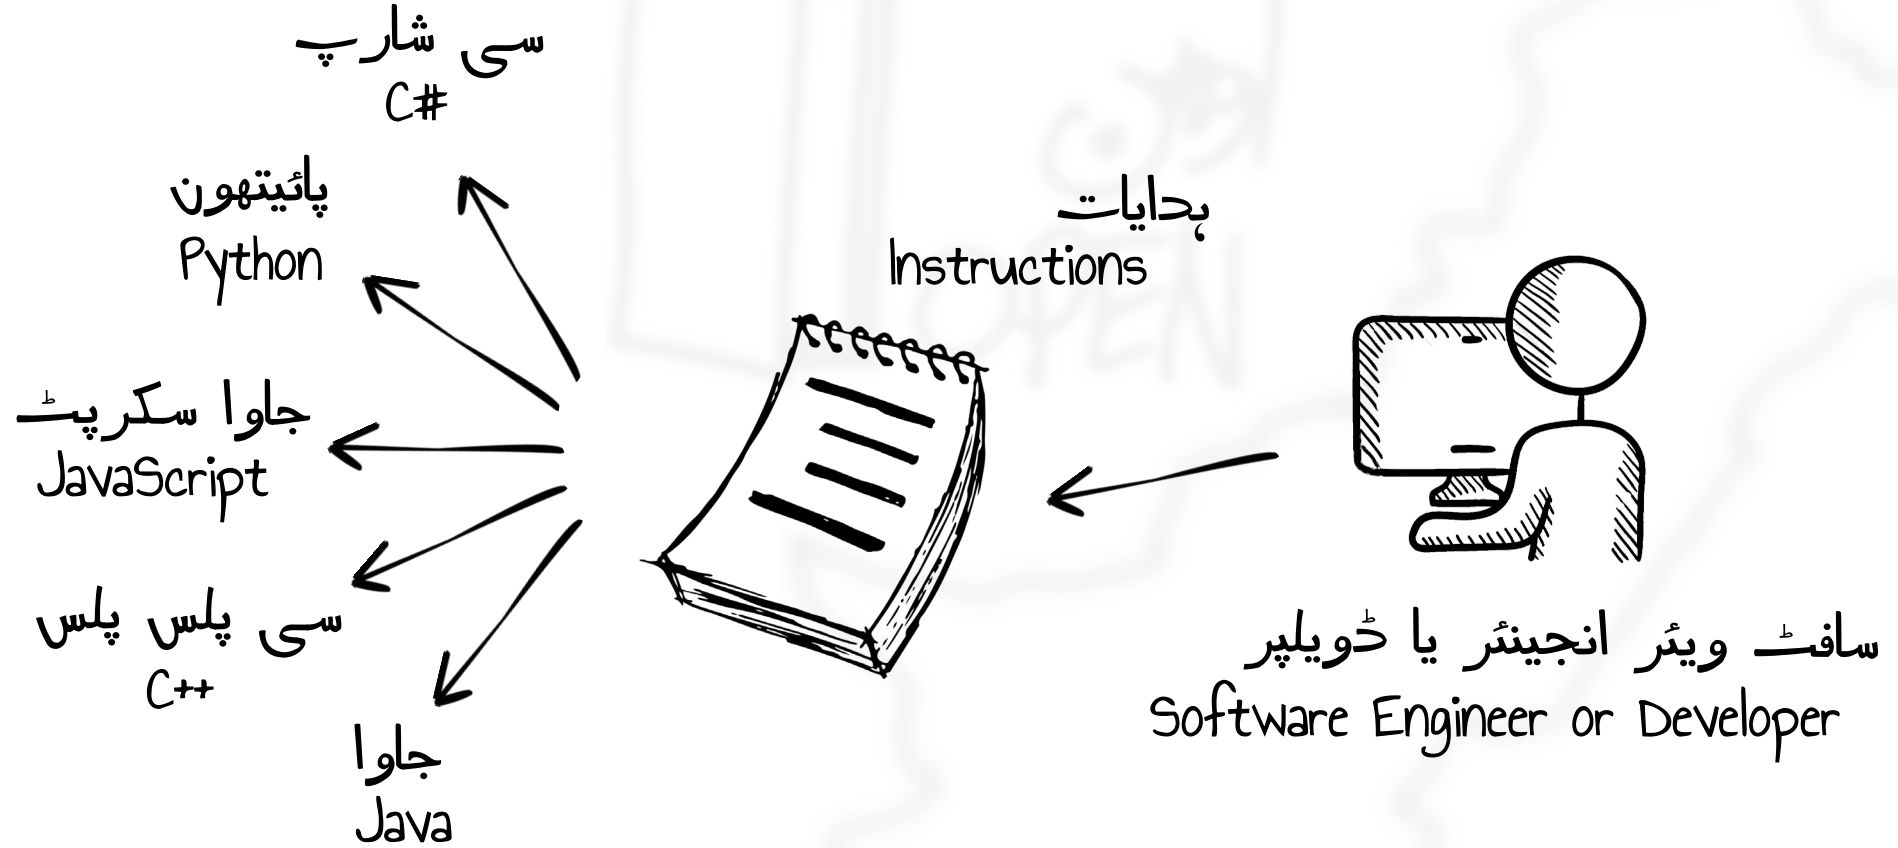 سی شارپ
C#
پائیتھون
Python
ہدایات
Instructions
جاوا سکرپٹ
JavaScript
سی پلس پلس
C++
سافٹ ویئر انجینئر یا ڈویلپر
Software Engineer or Developer
جاوا
Java
OPEN